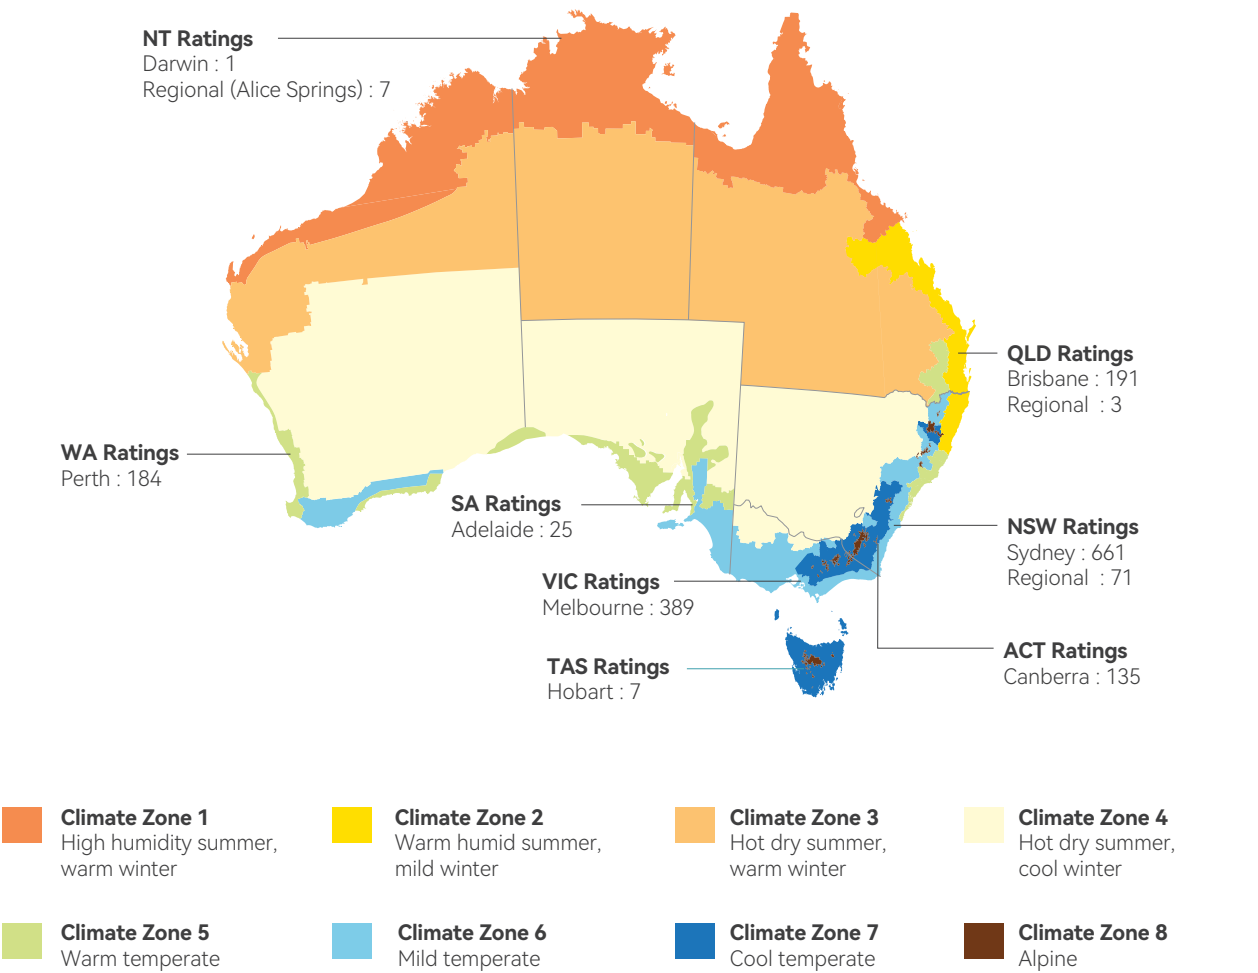 NT Ratings
Darwin : 1
Regional (Alice Springs) : 7
QLD Ratings
Brisbane : 191
Regional : 3
WA Ratings
Perth : 184
SA Ratings
Adelaide : 25
NSW Ratings
Sydney : 661
Regional : 71
VIC Ratings
Melbourne : 389
ACT Ratings
Canberra : 135
TAS Ratings
Hobart : 7
Climate Zone 1
High humidity summer,
warm winter
Climate Zone 2
Warm humid summer,
mild winter
Climate Zone 3
Hot dry summer,
warm winter
Climate Zone 4
Hot dry summer,
cool winter
Climate Zone 5
Warm temperate
Climate Zone 6
Mild temperate
Climate Zone 7
Cool temperate
Climate Zone 8
Alpine